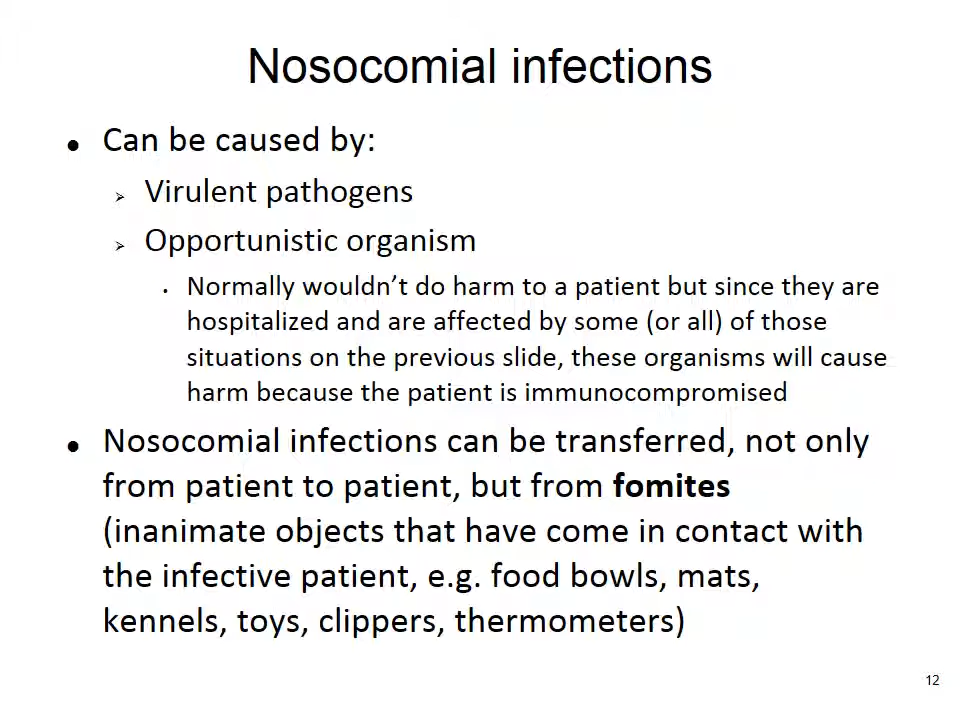 Nosocomial infections
• Can be caused by:
➢ Virulent pathogens
➢ Opportunistic organism
• Normally wouldn’t do harm to a patient but since they are
hospitalized and are affected by some (or all) of those
situations on the previous slide, these organisms will cause
harm because the patient is immunocompromised
• Nosocomial infections can be transferred, not only
from patient to patient, but from fomites
(inanimate objects that have come in contact with
the infective patient, e.g. food bowls, mats,
kennels, toys, clippers, thermometers)
12